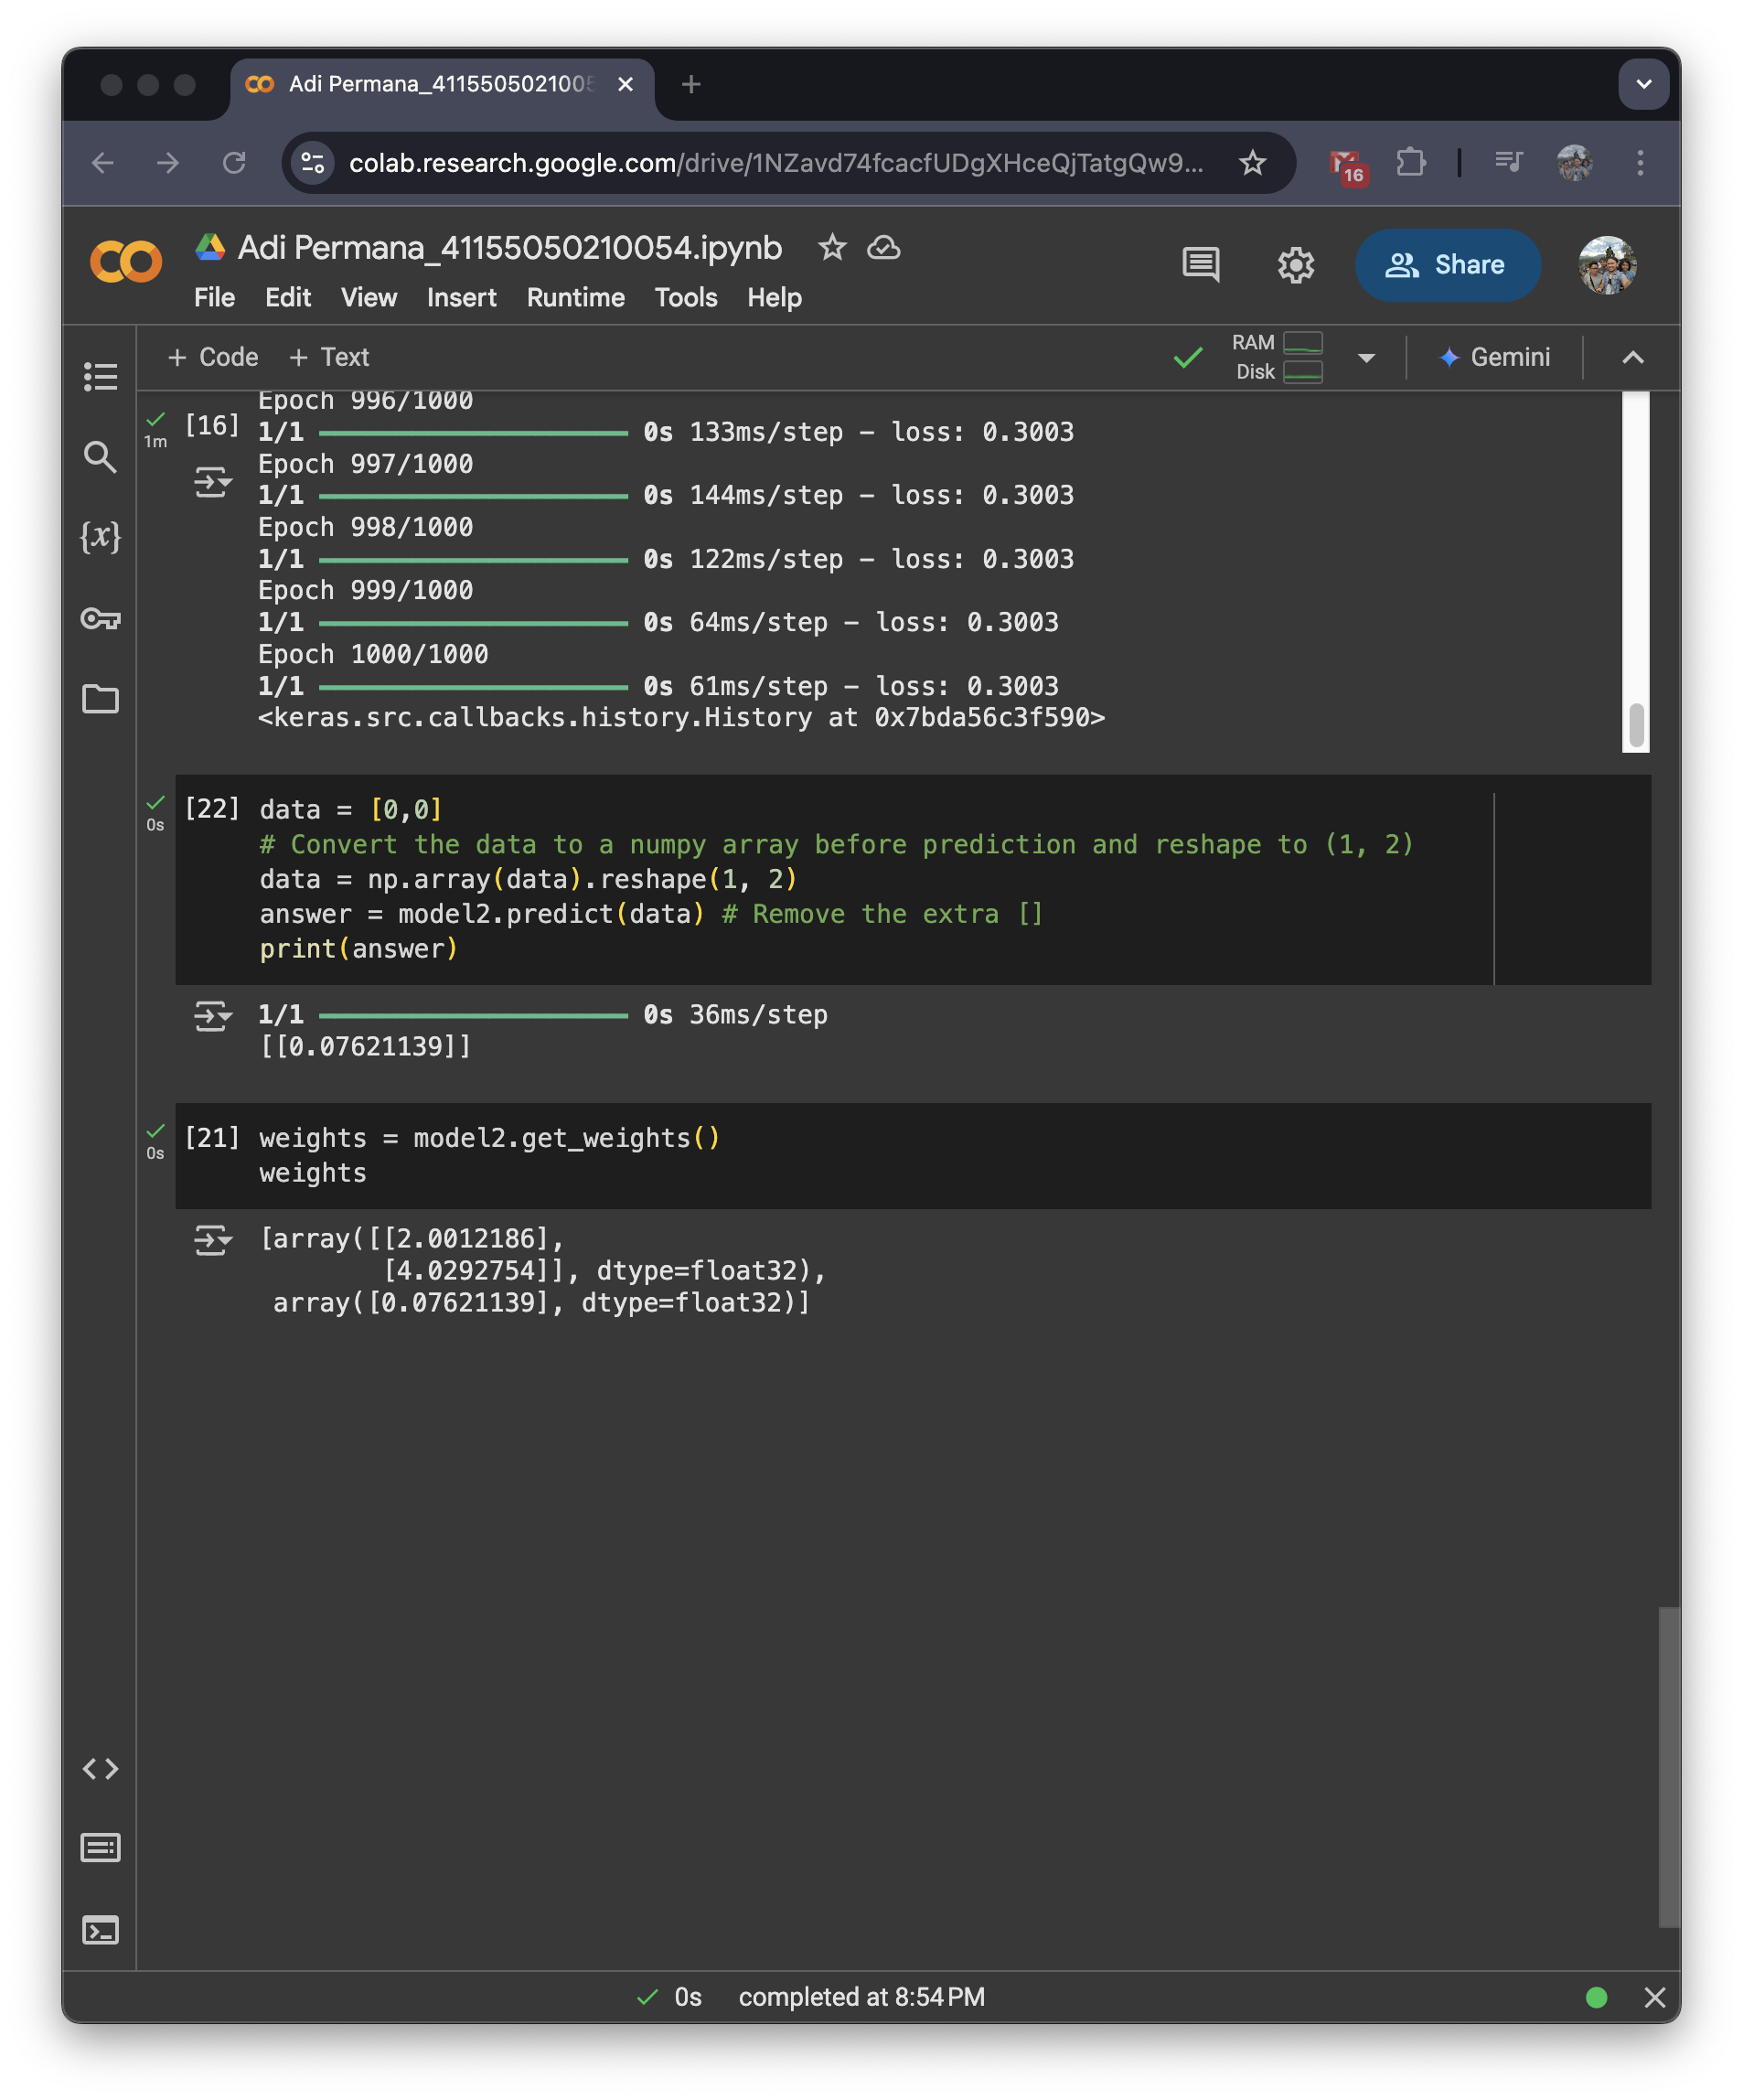 Adi Permana_4115505021005
colab.research.google.com/drive/1NZavd74fcacfUDgXHceQjTatgQw9...
16
Adi Permana_41155050210054.ipynb
Share
File Edit View Insert Runtime Tools Help
+ Code + Text
RAM
Disk
Gemini
Epoch 996/1000
[16] 1/1 0s 133ms/step - loss: 0.3003
1m
Epoch 997/1000
1/1 0s 144ms/step - loss: 0.3003
Epoch 998/1000
1/1 0s 122ms/step - loss: 0.3003
Epoch 999/1000
1/1 0s 64ms/step - loss: 0.3003
Epoch 1000/1000
1/1 0s 61ms/step - loss: 0.3003
<keras.src.callbacks.history.History at 0x7bda56c3f590>
{x}
[22] data = [0,0]
0s
# Convert the data to a numpy array before prediction and reshape to (1, 2)
data = np.array(data).reshape(1, 2)
answer = model2.predict(data) # Remove the extra []
print(answer)
1/1 0s 36ms/step
[[0.07621139]]
[21] weights = model2.get_weights()
0s
weights
[array([[2.0012186],
[4.0292754]], dtype=float32),
array([0.07621139], dtype=float32)]
0s completed at 8:54 PM